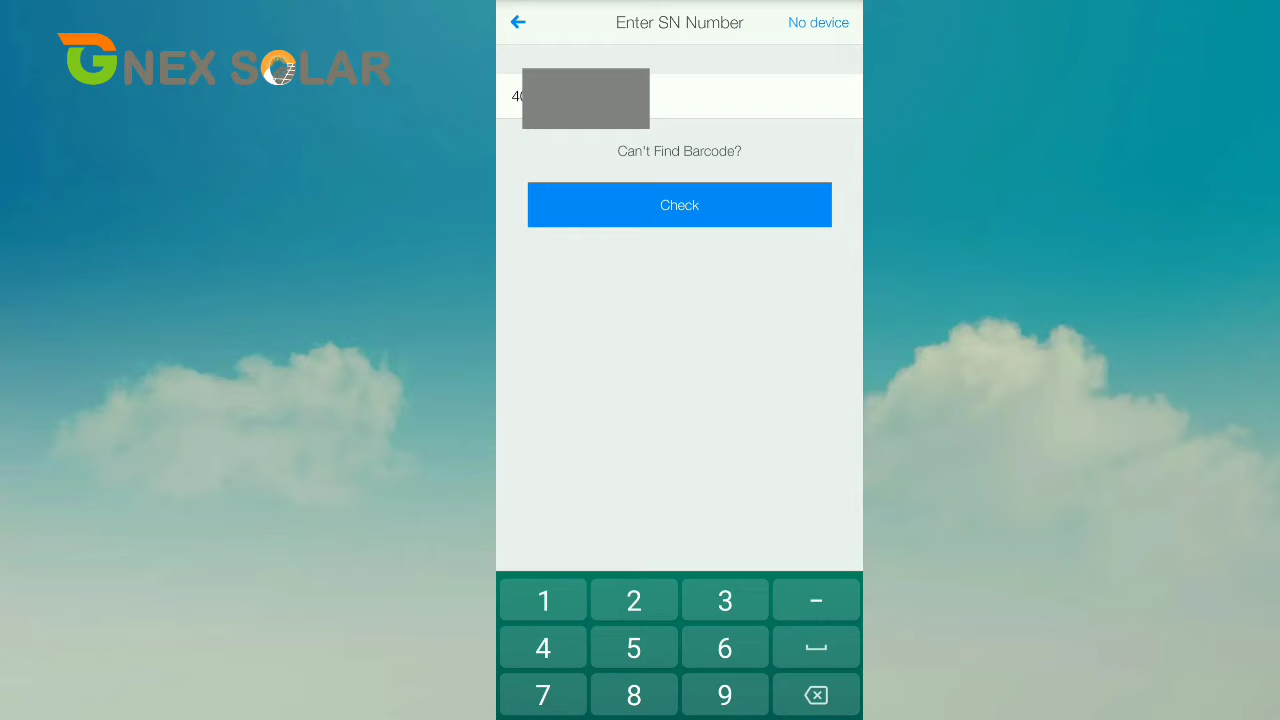 GNEX SOLAR
Enter SN Number
No device
40
Can't Find Barcode?
Check
1 2 3 -
4 5 6
7 8 9